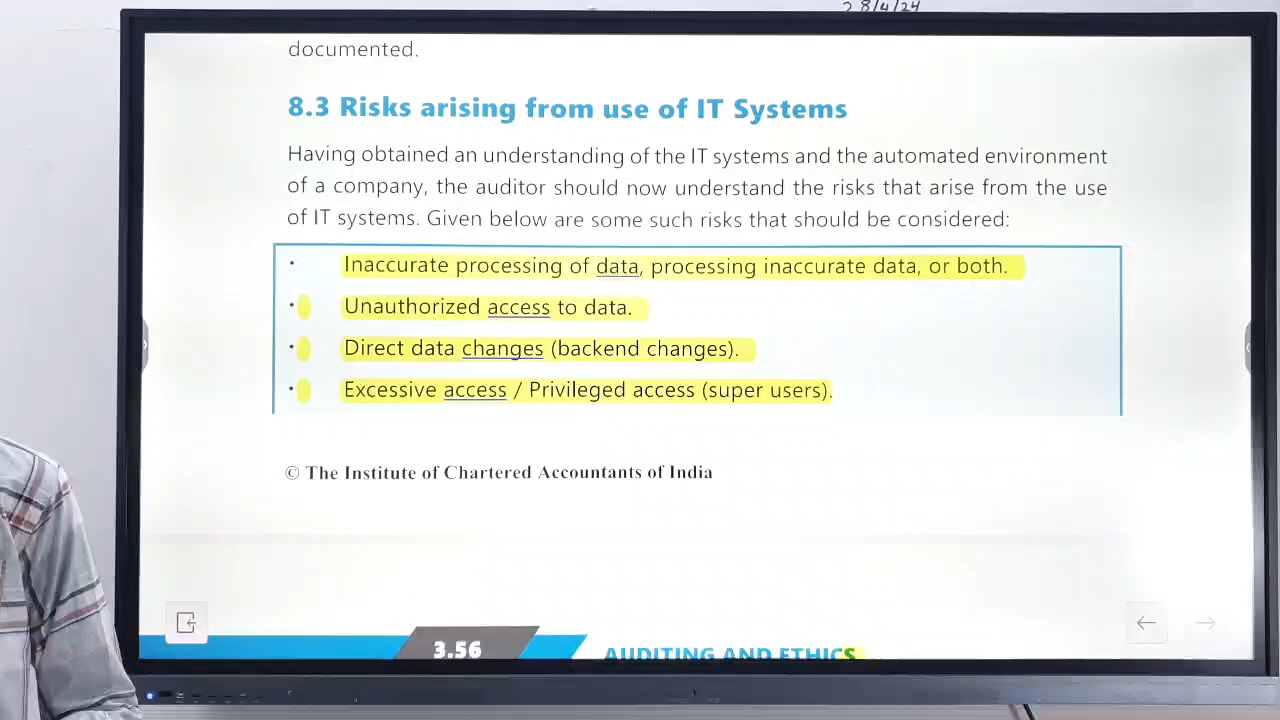 28/4/24
documented.
8.3 Risks arising from use of IT Systems
Having obtained an understanding of the IT systems and the automated environment
of a company, the auditor should now understand the risks that arise from the use
of IT systems. Given below are some such risks that should be considered:
• Inaccurate processing of data, processing inaccurate data, or both.
• Unauthorized access to data.
• Direct data changes (backend changes).
• Excessive access / Privileged access (super users).
© The Institute of Chartered Accountants of India
3.56 AUDITING AND ETHICS